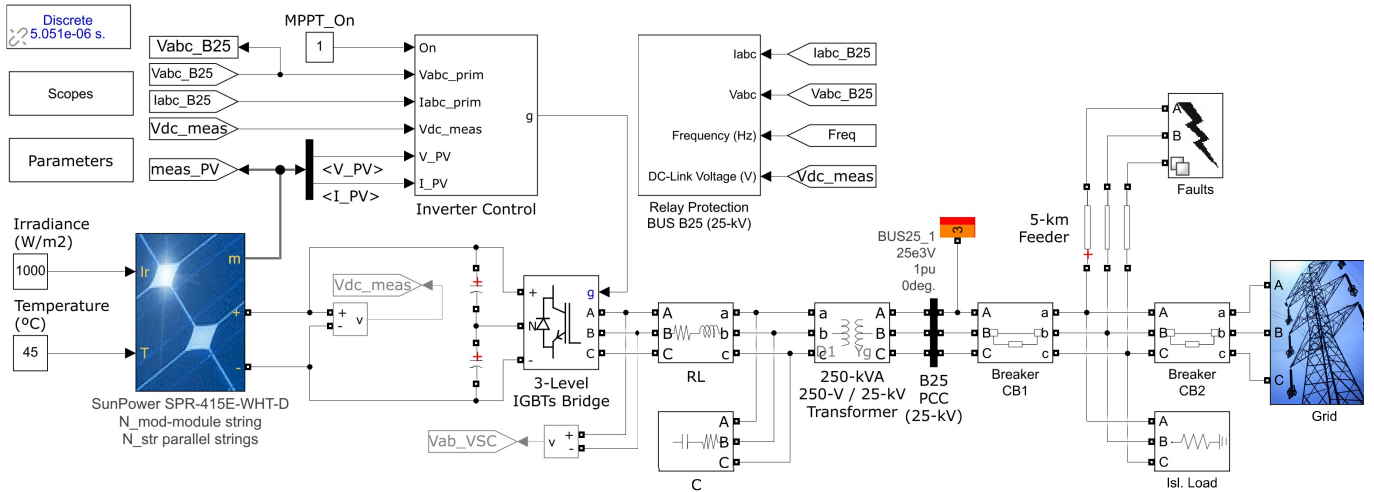 Discrete
5.051e-06 s.
Scopes
Parameters
Vabc_B25
Vabc_B25
Iabc_B25
Vdc_meas
meas_PV
MPPT_On
1
<V_PV>
<I_PV>
On
Vabc_prim
Iabc_prim
Vdc_meas
V_PV
I_PV
g
Inverter Control
Iabc
Vabc
Frequency (Hz)
DC-Link Voltage (V)
Iabc_B25
Vabc_B25
Freq
Vdc_meas
Relay Protection
BUS B25 (25-kV)
Irradiance
(W/m2)
1000
Temperature
(ºC)
45
Ir
T
m
+
-
SunPower SPR-415E-WHT-D
N_mod-module string
N_str parallel strings
Vdc_meas
+
-
v
+
+
+
N
-
g
A
B
C
3-Level
IGBTs Bridge
Vab_VSC
v
+
-
A
B
C
a
b
c
RL
A
B
C
C
a
b
c
D1
Yg
A
B
C
250-kVA
250-V / 25-kV
Transformer
BUS25_1
25e3V
1pu
0deg.
3
B25
PCC
(25-kV)
A
B
C
a
b
c
Breaker
CB1
5-km
Feeder
+
A
B
Faults
A
B
C
a
b
c
Breaker
CB2
A
B
C
Isl. Load
A
B
C
Grid